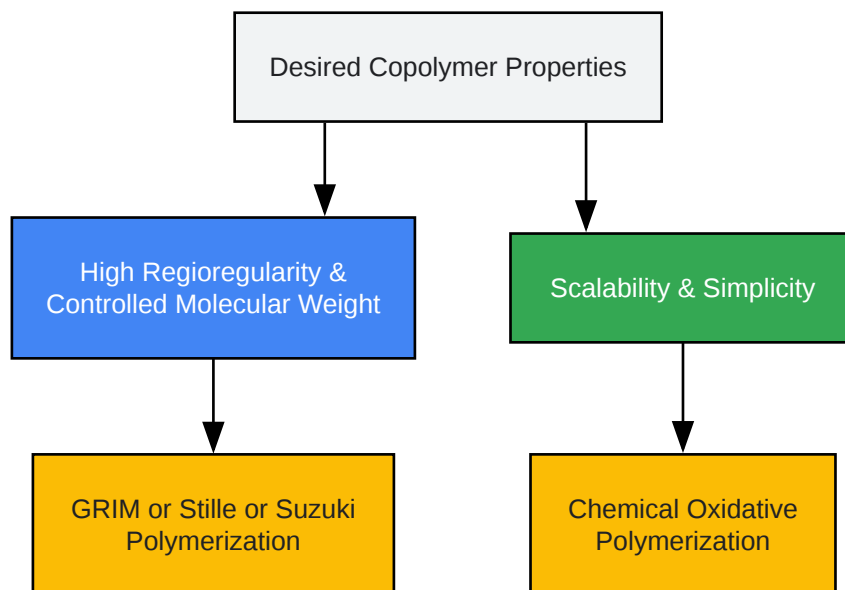 Desired Copolymer Properties
High Regioregularity &
Controlled Molecular Weight
Scalability & Simplicity
GRIM or Stille or Suzuki
Polymerization
Chemical Oxidative
Polymerization